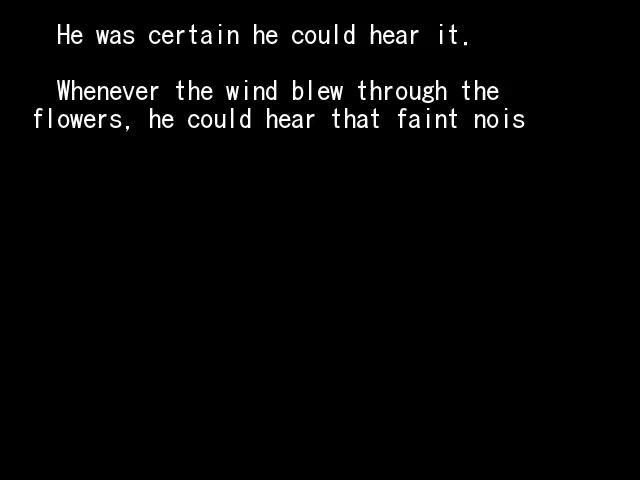 He was certain he could hear it.
Whenever the wind blew through the
flowers, he could hear that faint nois